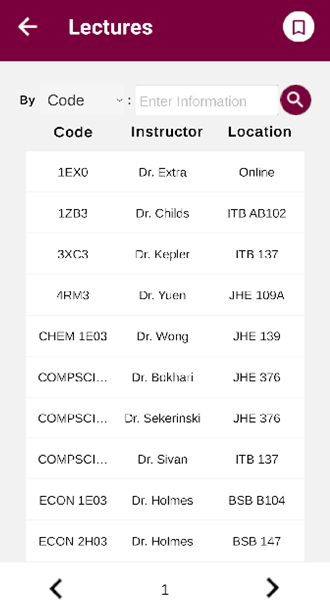 Lectures
By Code : Enter Information
Code Instructor Location
1EX0 Dr. Extra Online
1ZB3 Dr. Childs ITB AB102
3XC3 Dr. Kepler ITB 137
4RM3 Dr. Yuen JHE 109A
CHEM 1E03 Dr. Wong JHE 139
COMPSCI... Dr. Bokhari JHE 376
COMPSCI... Dr. Sekerinski JHE 376
COMPSCI... Dr. Sivan ITB 137
ECON 1E03 Dr. Holmes BSB B104
ECON 2H03 Dr. Holmes BSB 147
1